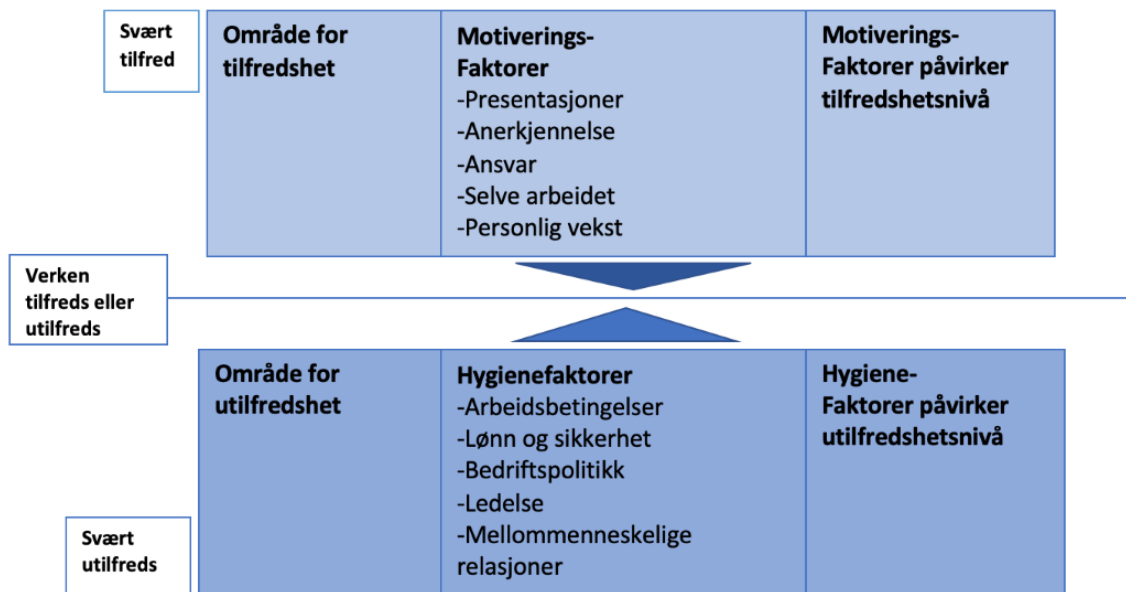 Svært
tilfred
Område for
tilfredshet
Motiverings-
Faktorer
-Presentasjoner
-Anerkjennelse
-Ansvar
-Selve arbeidet
-Personlig vekst
Motiverings-
Faktorer påvirker
tilfredshetsnivå
Verken
tilfreds eller
utilfreds
Område for
utilfredshet
Hygienefaktorer
-Arbeidsbetingelser
-Lønn og sikkerhet
-Bedriftspolitikk
-Ledelse
-Mellommenneskelige
relasjoner
Hygiene-
Faktorer påvirker
utilfredshetsnivå
Svært
utilfreds